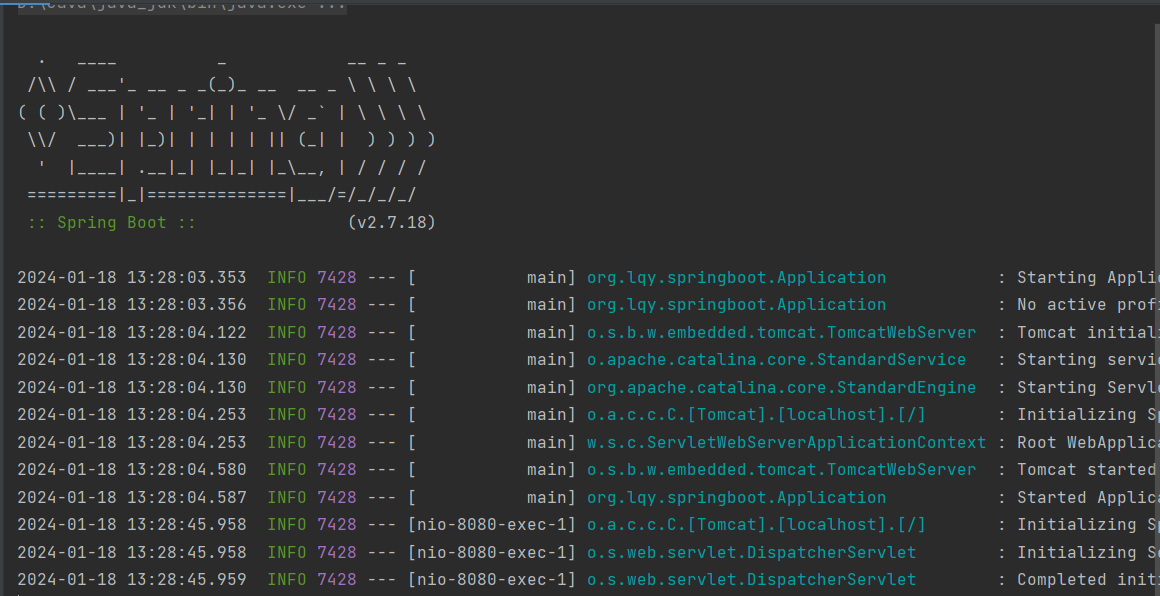 D:\Java\java_jdk\bin\java.exe ...
  .   ____          _            __ _ _
 /\\ / ___'_ __ _ _(_)_ __  __ _ \ \ \ \
( ( )\___ | '_ | '_| | '_ \/ _` | \ \ \ \
 \\/  ___)| |_)| | | | | || (_| |  ) ) ) )
  '  |____| .__|_| |_|_| |_\__, | / / / /
 =========|_|==============|___/=/_/_/_/
 :: Spring Boot ::               (v2.7.18)
2024-01-18 13:28:03.353  INFO 7428 --- [           main] org.lqy.springboot.Application           : Starting Appli
2024-01-18 13:28:03.356  INFO 7428 --- [           main] org.lqy.springboot.Application           : No active prof
2024-01-18 13:28:04.122  INFO 7428 --- [           main] o.s.b.w.embedded.tomcat.TomcatWebServer  : Tomcat initial
2024-01-18 13:28:04.130  INFO 7428 --- [           main] o.apache.catalina.core.StandardService   : Starting servic
2024-01-18 13:28:04.130  INFO 7428 --- [           main] org.apache.catalina.core.StandardEngine  : Starting Servle
2024-01-18 13:28:04.253  INFO 7428 --- [           main] o.a.c.c.C.[Tomcat].[localhost].[/]       : Initializing Sp
2024-01-18 13:28:04.253  INFO 7428 --- [           main] w.s.c.ServletWebServerApplicationContext : Root WebApplica
2024-01-18 13:28:04.580  INFO 7428 --- [           main] o.s.b.w.embedded.tomcat.TomcatWebServer  : Tomcat started
2024-01-18 13:28:04.587  INFO 7428 --- [           main] org.lqy.springboot.Application           : Started Applica
2024-01-18 13:28:45.958  INFO 7428 --- [nio-8080-exec-1] o.a.c.c.C.[Tomcat].[localhost].[/]       : Initializing Sp
2024-01-18 13:28:45.958  INFO 7428 --- [nio-8080-exec-1] o.s.web.servlet.DispatcherServlet        : Initializing Se
2024-01-18 13:28:45.959  INFO 7428 --- [nio-8080-exec-1] o.s.web.servlet.DispatcherServlet        : Completed init